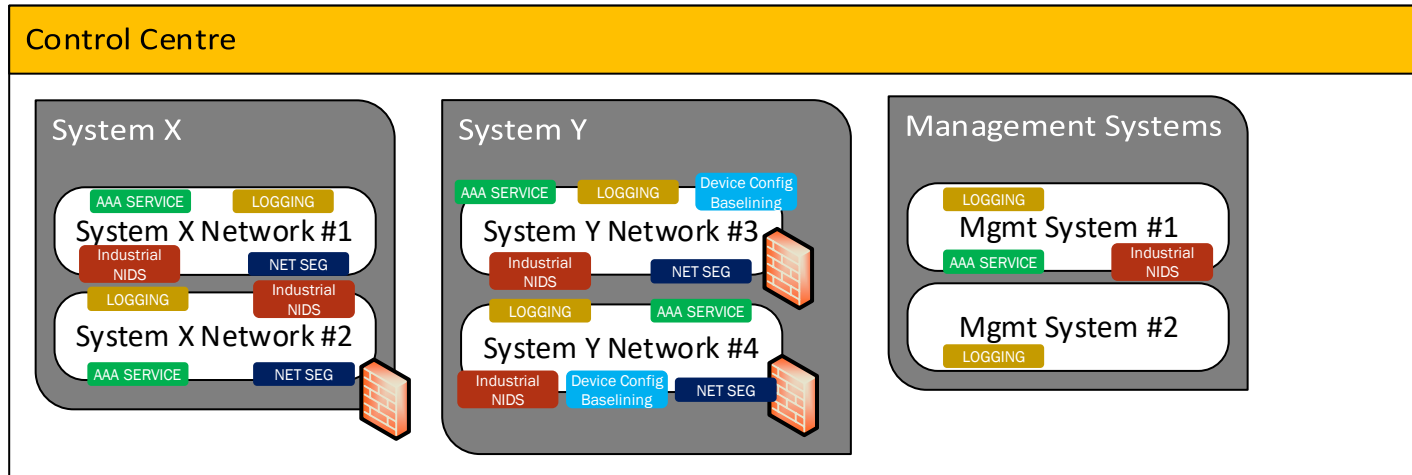 Control Centre
System X
AAA SERVICE
LOGGING
System X Network #1
Industrial
NIDS
NET SEG
LOGGING
Industrial
NIDS
System X Network #2
AAA SERVICE
NET SEG
System Y
AAA SERVICE
LOGGING
Device Config
Baselining
System Y Network #3
Industrial
NIDS
NET SEG
LOGGING
AAA SERVICE
System Y Network #4
Industrial
NIDS
Device Config
Baselining
NET SEG
Management Systems
LOGGING
Mgmt System #1
AAA SERVICE
Industrial
NIDS
Mgmt System #2
LOGGING